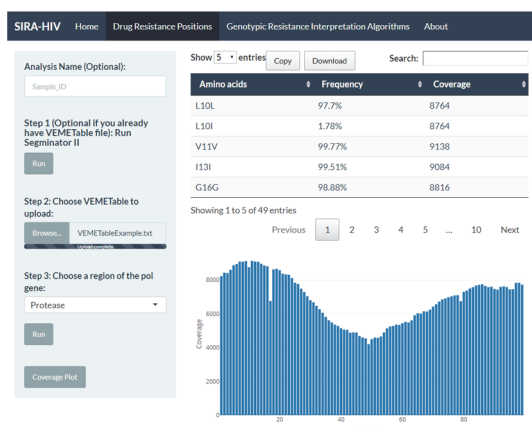 SIRA-HIV Home Drug Resistance Positions Genotypic Resistance Interpretation Algorithms About
Analysis Name (Optional):
Sample_ID
Step 1 (Optional if you already
have VEMETable file): Run
Segminator II
Run
Step 2: Choose VEMETable to
upload:
Browse... VEMETableExample.txt
Upload complete
Step 3: Choose a region of the pol
gene:
Protease
Run
Coverage Plot
Show 5 entries Copy Download Search:
Amino acids Frequency Coverage
L10L 97.7% 8764
L10I 1.78% 8764
V11V 99.77% 9138
I13I 99.51% 9084
G16G 98.88% 8816
Showing 1 to 5 of 49 entries
Previous 1 2 3 4 5 ... 10 Next
Coverage
8000
6000
4000
2000
0
20 40 60 80